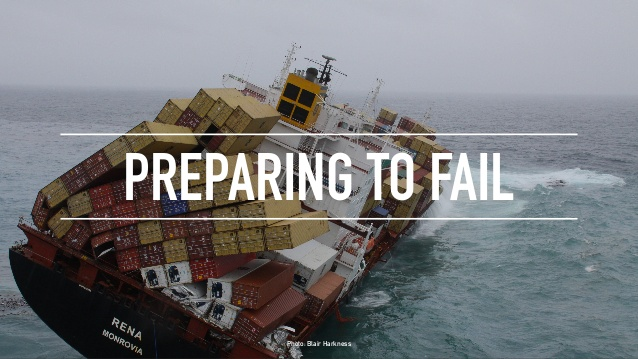 PREPARING TO FAIL
RENA
MONROVIA
Photo: Blair Harkness